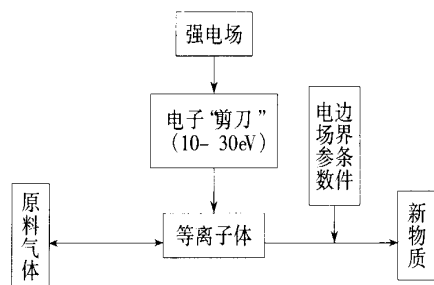 强电场
电子“剪刀”
(10- 30eV)
边界条件
电场参数
原料气体
等离子体
新物质